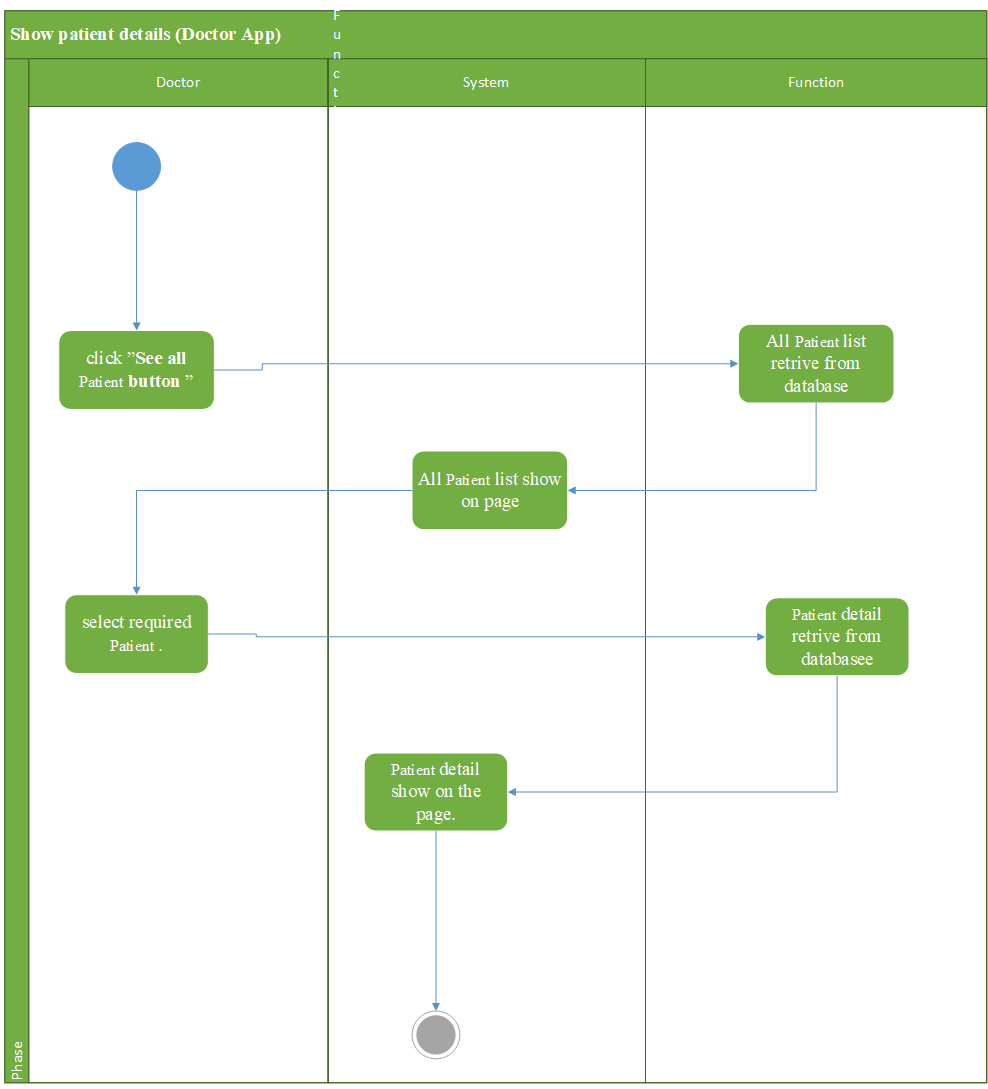 Show patient details (Doctor App)
F
u
n
c
t
Doctor
System
Function
click ”See all
Patient button ”
All Patient list
retrive from
database
All Patient list show
on page
select required
Patient .
Patient detail
retrive from
databasee
Patient detail
show on the
page.
Phase